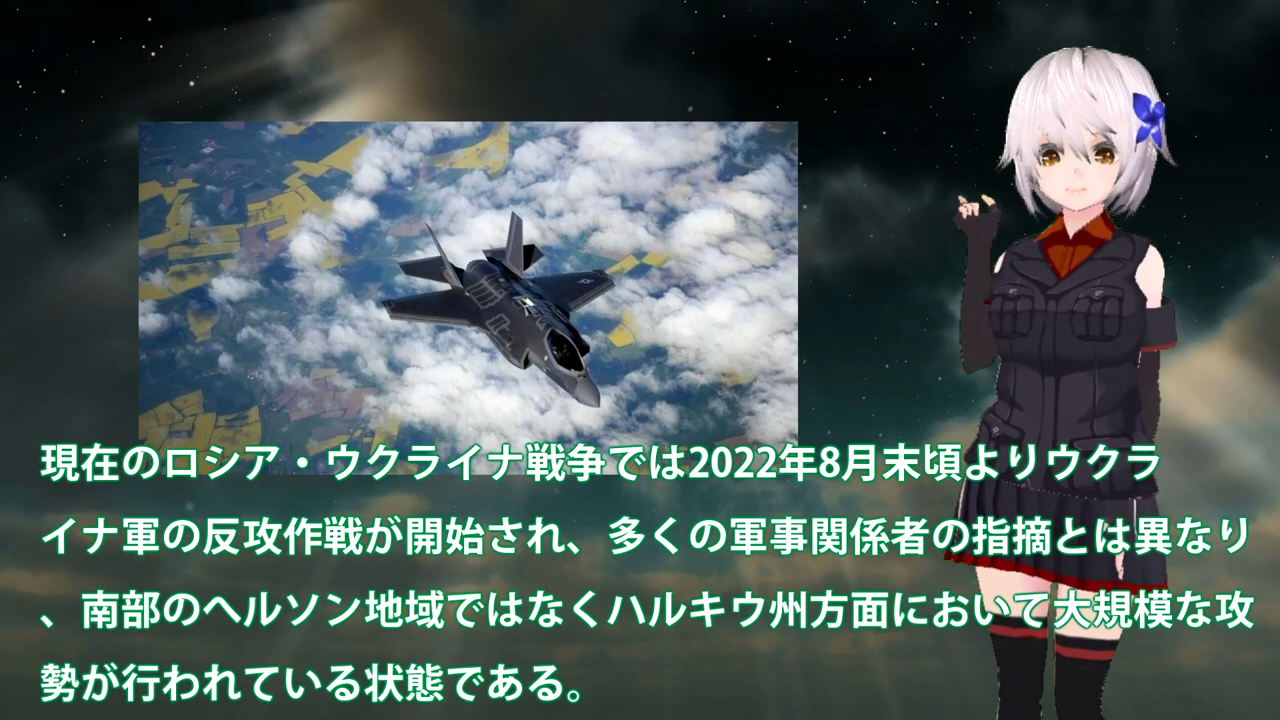 現在のロシア・ウクライナ戦争では2022年8月末頃よりウクラ
イナ軍の反攻作戦が開始され、多くの軍事関係者の指摘とは異なり
、南部のヘルソン地域ではなくハルキウ州方面において大規模な攻
勢が行われている状態である。